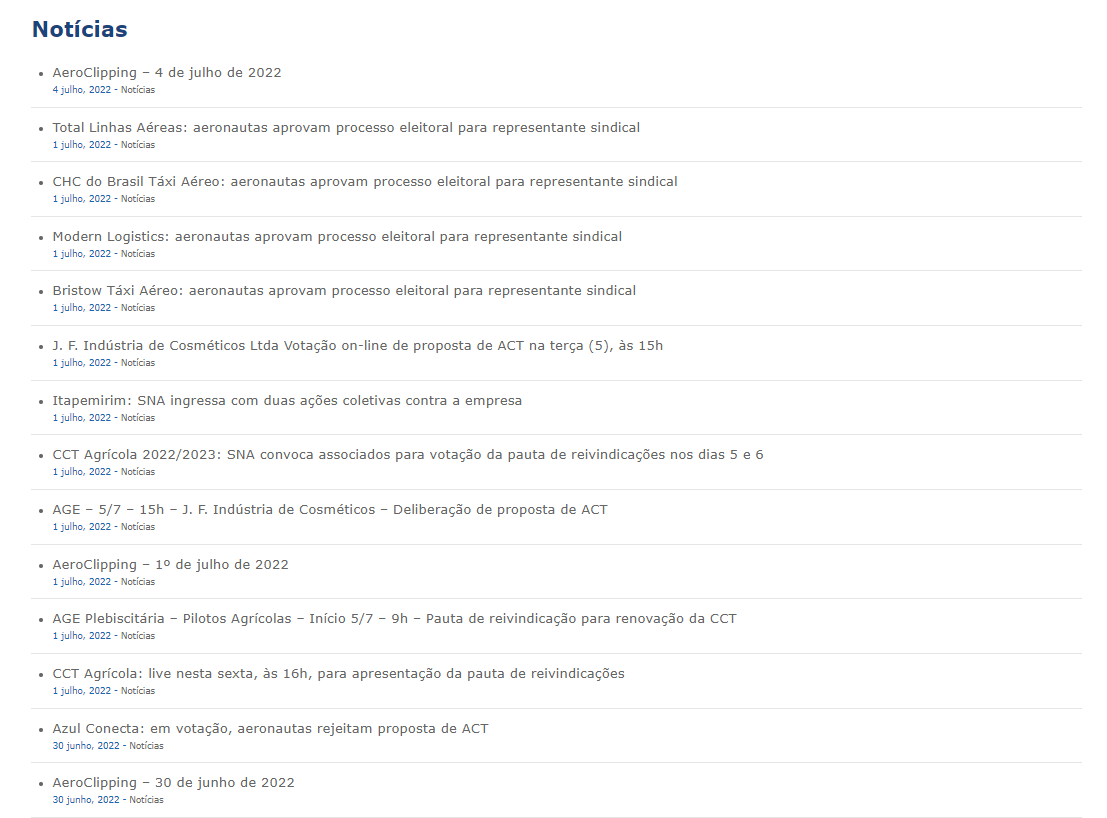 Notícias
AeroClipping – 4 de julho de 2022
4 julho, 2022 - Notícias
Total Linhas Aéreas: aeronautas aprovam processo eleitoral para representante sindical
1 julho, 2022 - Notícias
CHC do Brasil Táxi Aéreo: aeronautas aprovam processo eleitoral para representante sindical
1 julho, 2022 - Notícias
Modern Logistics: aeronautas aprovam processo eleitoral para representante sindical
1 julho, 2022 - Notícias
Bristow Táxi Aéreo: aeronautas aprovam processo eleitoral para representante sindical
1 julho, 2022 - Notícias
J. F. Indústria de Cosméticos Ltda Votação on-line de proposta de ACT na terça (5), às 15h
1 julho, 2022 - Notícias
Itapemirim: SNA ingressa com duas ações coletivas contra a empresa
1 julho, 2022 - Notícias
CCT Agrícola 2022/2023: SNA convoca associados para votação da pauta de reivindicações nos dias 5 e 6
1 julho, 2022 - Notícias
AGE – 5/7 – 15h – J. F. Indústria de Cosméticos – Deliberação de proposta de ACT
1 julho, 2022 - Notícias
AeroClipping – 1º de julho de 2022
1 julho, 2022 - Notícias
AGE Plebiscitária – Pilotos Agrícolas – Início 5/7 – 9h – Pauta de reivindicação para renovação da CCT
1 julho, 2022 - Notícias
CCT Agrícola: live nesta sexta, às 16h, para apresentação da pauta de reivindicações
1 julho, 2022 - Notícias
Azul Conecta: em votação, aeronautas rejeitam proposta de ACT
30 junho, 2022 - Notícias
AeroClipping – 30 de junho de 2022
30 junho, 2022 - Notícias